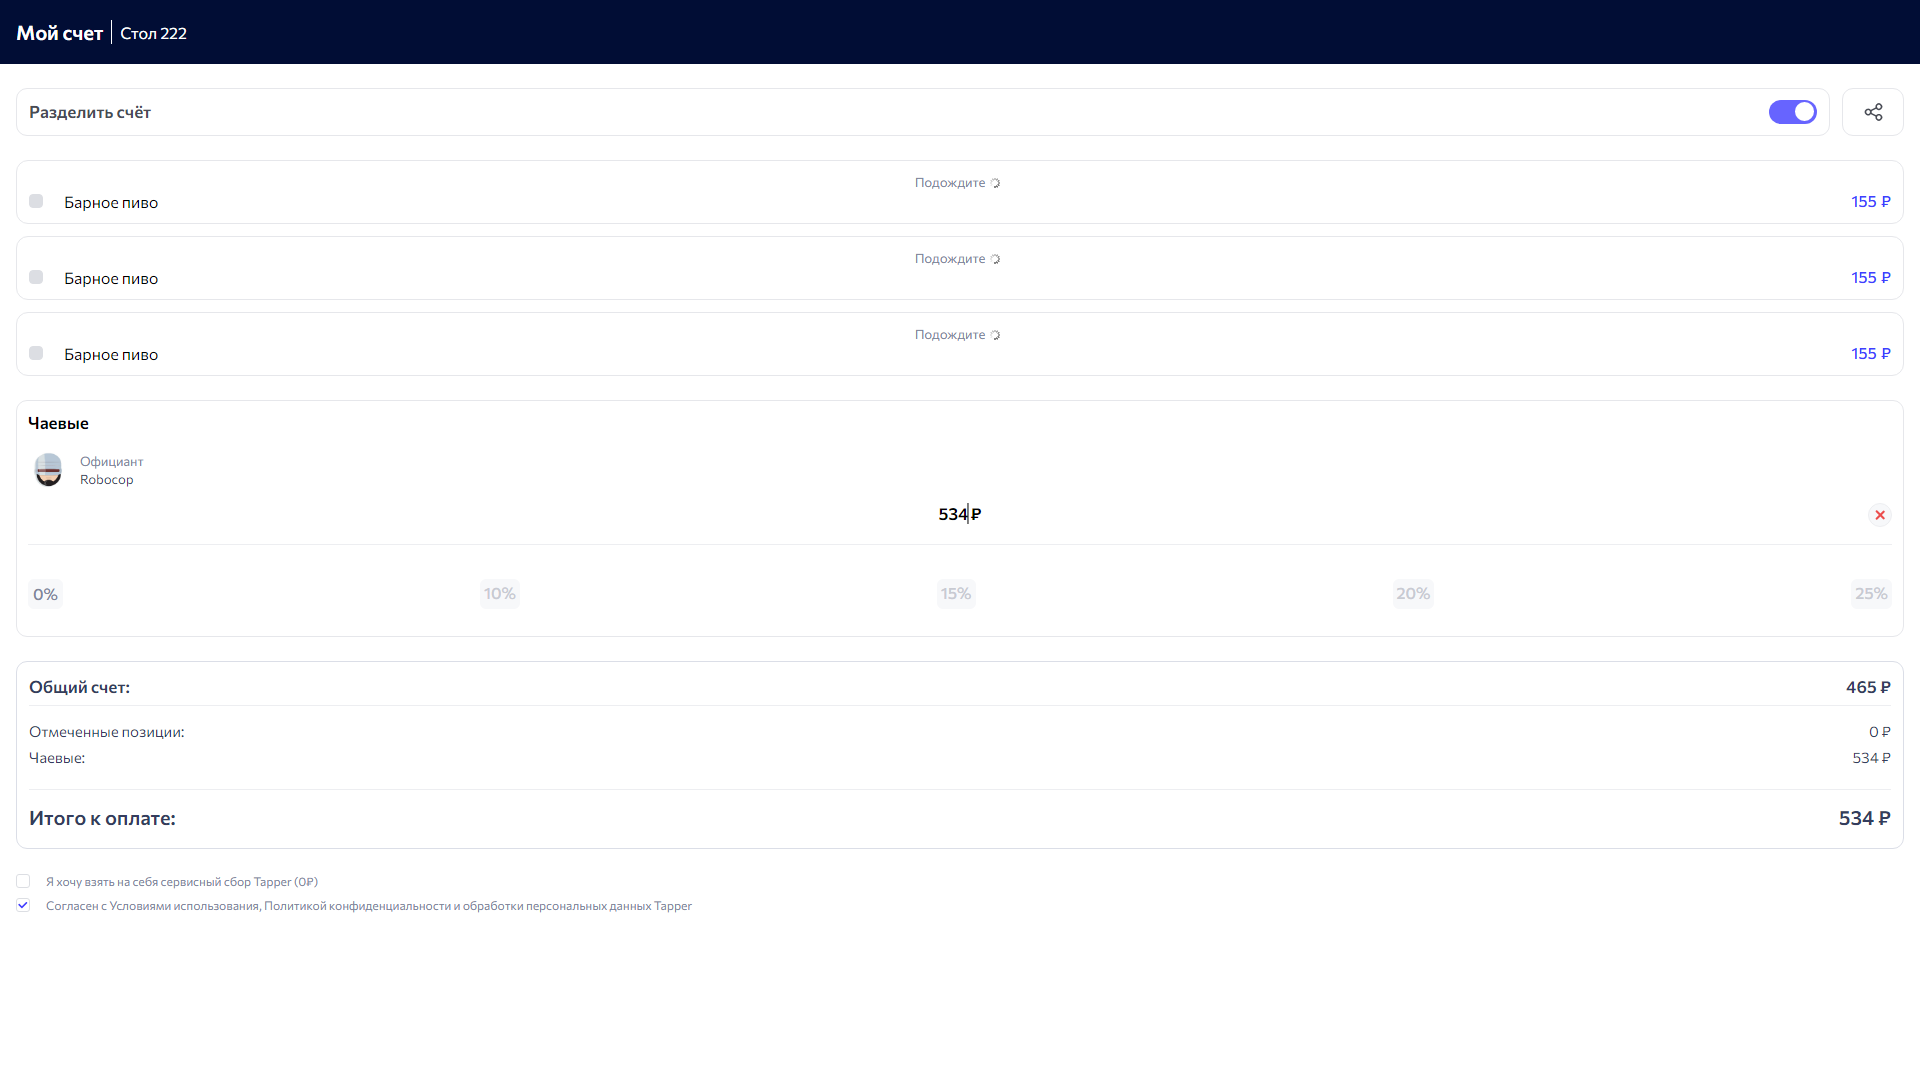 Мой счет
Стол 222
Разделить счёт
Подождите
Барное пиво 155 ₽
Подождите
Барное пиво 155 ₽
Подождите
Барное пиво 155 ₽
Чаевые
Официант
Robocop
534 ₽
0% 10% 15% 20% 25%
Общий счет: 465 ₽
Отмеченные позиции: 0 ₽
Чаевые: 534 ₽
Итого к оплате: 534 ₽
Я хочу взять на себя сервисный сбор Tapper (0₽)
Согласен с Условиями использования, Политикой конфиденциальности и обработки персональных данных Tapper